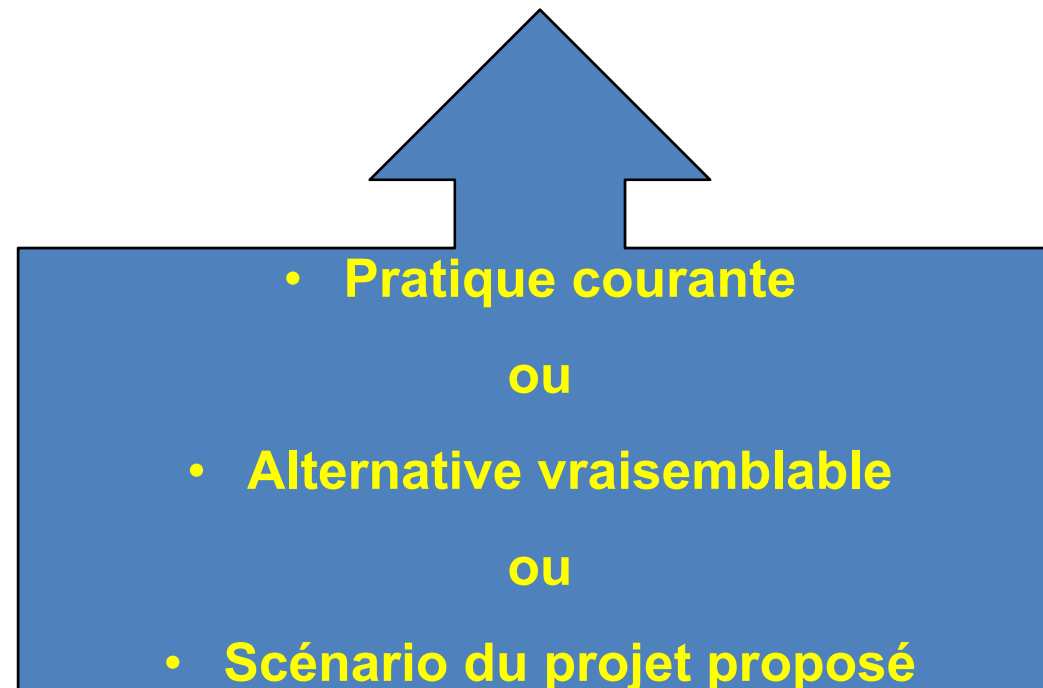 • Pratique courante
ou
• Alternative vraisemblable
ou
• Scénario du projet proposé